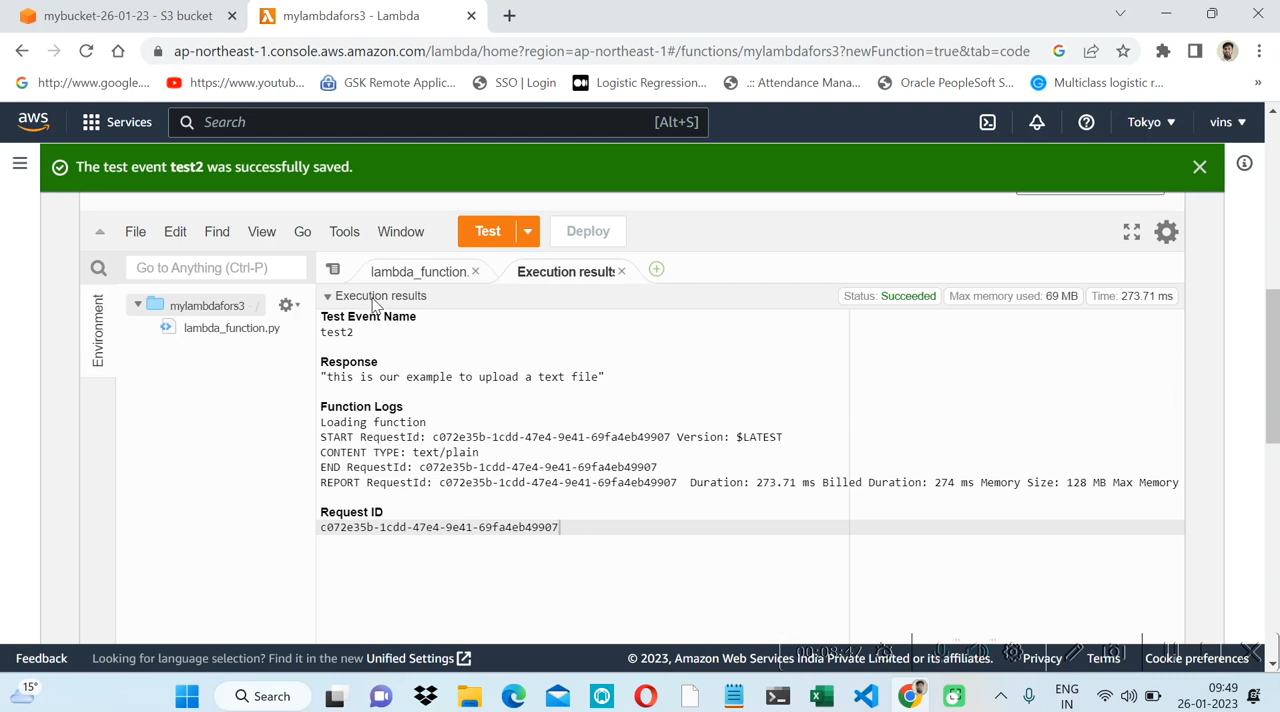 mybucket-26-01-23 - S3 bucket
mylambdafors3 - Lambda
ap-northeast-1.console.aws.amazon.com/lambda/home?region=ap-northeast-1#/functions/mylambdafors3?newFunction=true&tab=code
http://www.google....
https://www.youtub...
GSK Remote Applic...
SSO | Login
Logistic Regression...
.:: Attendance Mana...
Oracle PeopleSoft S...
Multiclass logistic r...
»
aws
Services
Search
[Alt+S]
Tokyo
vins
The test event test2 was successfully saved.
File
Edit
Find
View
Go
Tools
Window
Test
Deploy
Go to Anything (Ctrl-P)
lambda_function.
Execution results
Environment
mylambdafors3 /
lambda_function.py
Execution results
Status: Succeeded
Max memory used: 69 MB
Time: 273.71 ms
Test Event Name
test2
Response
"this is our example to upload a text file"
Function Logs
Loading function
START RequestId: c072e35b-1cdd-47e4-9e41-69fa4eb49907 Version: $LATEST
CONTENT TYPE: text/plain
END RequestId: c072e35b-1cdd-47e4-9e41-69fa4eb49907
REPORT RequestId: c072e35b-1cdd-47e4-9e41-69fa4eb49907 Duration: 273.71 ms Billed Duration: 274 ms Memory Size: 128 MB Max Memory
Request ID
c072e35b-1cdd-47e4-9e41-69fa4eb49907
Feedback
Looking for language selection? Find it in the new Unified Settings
© 2023, Amazon Web Services India Private Limited or its affiliates.
Privacy
Terms
Cookie preferences
15°
Search
ENG
IN
09:49
26-01-2023